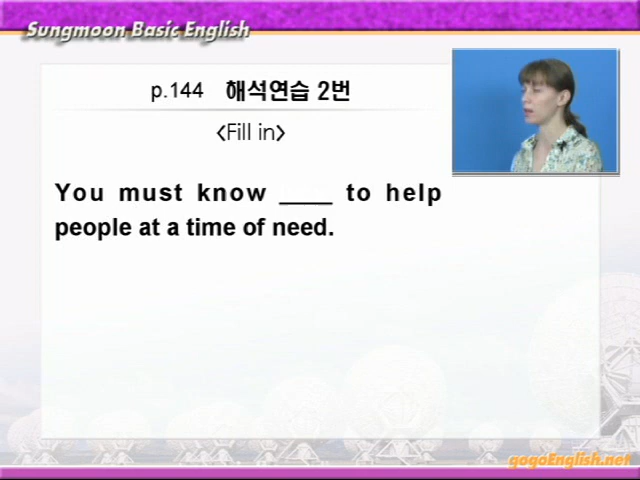 Sungmoon Basic English
p.144 해석연습 2번
<Fill in>
You must know ____ to help
people at a time of need.
gogoEnglish.net